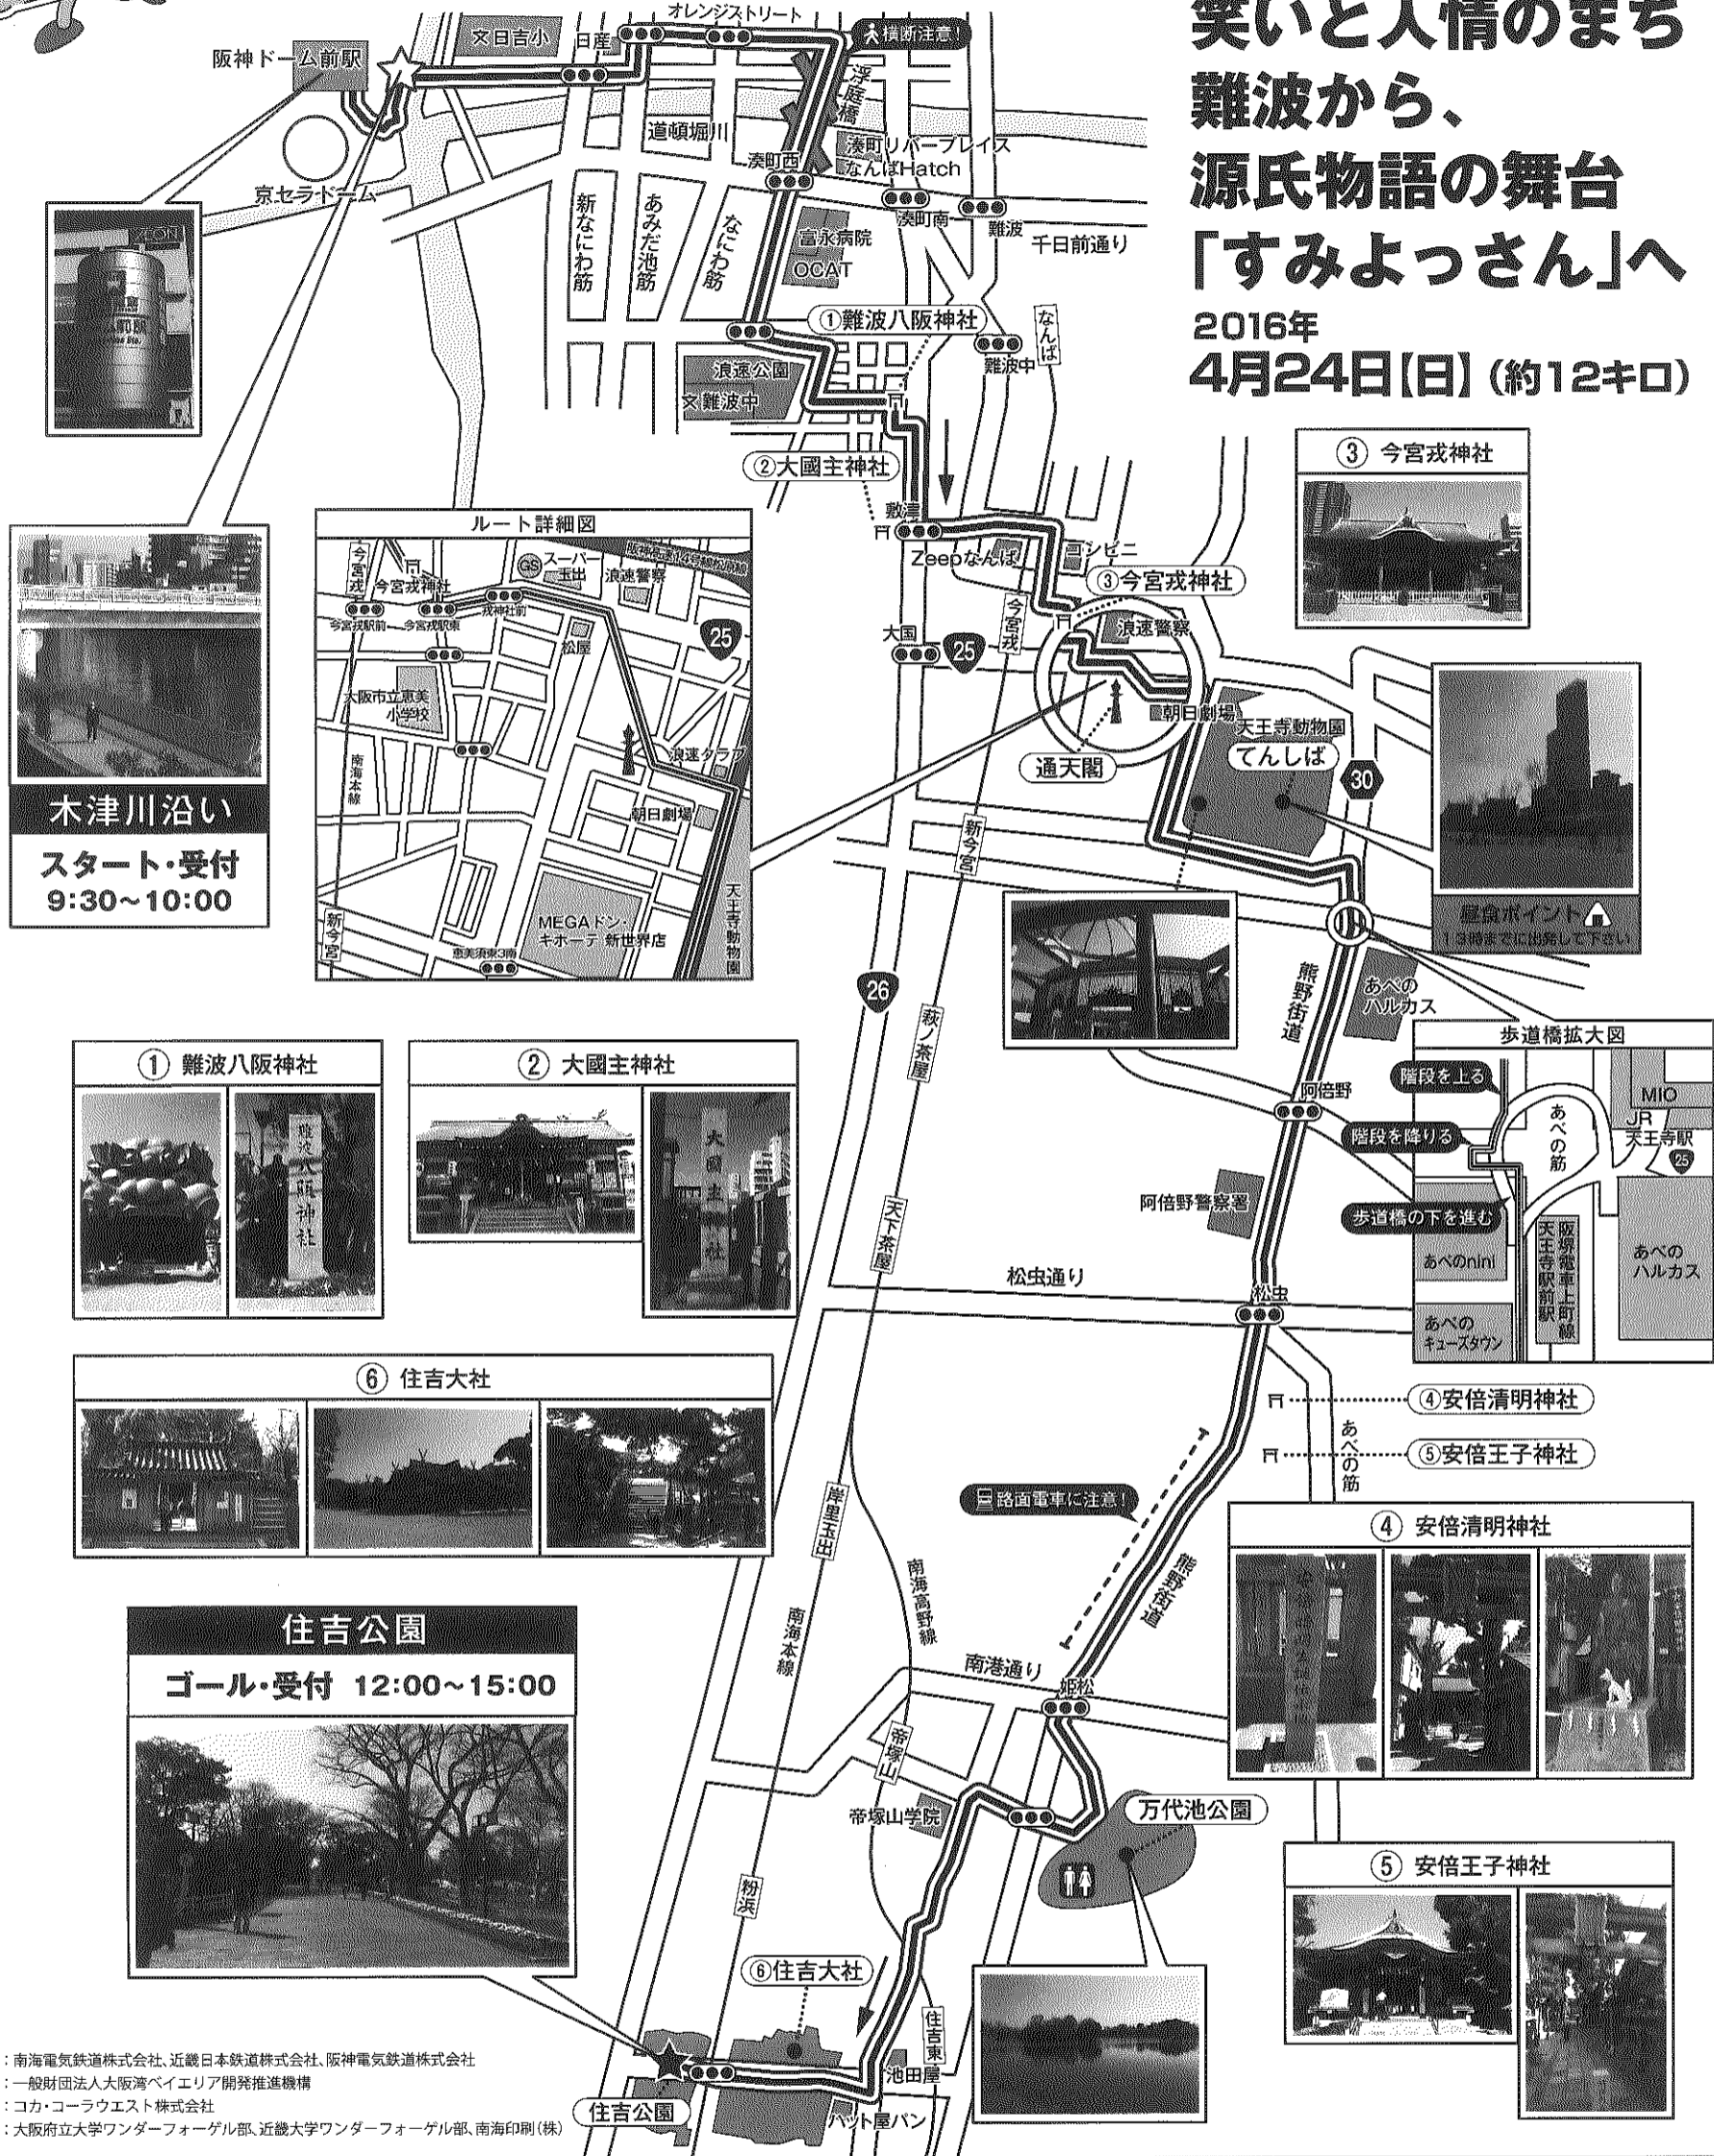 笑いと人情のまち
難波から、
源氏物語の舞台
「すみよっさん」へ
2016年
4月24日【日】（約12キロ）
オレンジストリート
文日吉小
日産
横断注意！
阪神ドーム前駅
浮庭橋
道頓堀川
湊町リバープレイス
なんばHatch
湊町西
京セラドーム
新なにわ筋
あみだ池筋
なにわ筋
富永病院
OCAT
湊町南
難波
千日前通り
①難波八阪神社
なんば
難波中
浪速公園
文難波中
②大國主神社
敷津
Zeepなんば
コンビニ
③今宮戎神社
今宮戎
浪速警察
大国
25
朝日劇場
天王寺動物園
てんしば
通天閣
30
新今宮
③ 今宮戎神社
昼食ポイント
13時までに出発して下さい
木津川沿い
スタート・受付
9:30～10:00
ルート詳細図
阪神高速14号線松原線
今宮戎
今宮戎神社
GS
スーパー
玉出
浪速警察
今宮戎駅前
今宮戎駅東
戎神社前
松屋
25
大阪市立恵美
小学校
南海本線
浪速クラブ
朝日劇場
天王寺動物園
MEGAドン・
キホーテ 新世界店
新今宮
恵美須東3南
26
萩ノ茶屋
熊野街道
あべの
ハルカス
歩道橋拡大図
階段を上る
階段を降りる
歩道橋の下を進む
あべの筋
MIO
JR
天王寺駅
25
あべのnini
阪堺電車上町線
天王寺駅前駅
あべの
ハルカス
あべの
キューズタウン
① 難波八阪神社
難波八阪神社
② 大國主神社
大國主神社
阿倍野
阿倍野警察署
天下茶屋
松虫通り
松虫
④安倍清明神社
⑤安倍王子神社
あべの筋
⑥ 住吉大社
路面電車に注意！
岸里玉出
南海高野線
南海本線
熊野街道
④ 安倍清明神社
住吉公園
ゴール・受付 12:00～15:00
南港通り
姫松
帝塚山
帝塚山学院
万代池公園
⑤ 安倍王子神社
粉浜
⑥住吉大社
住吉東
池田屋
住吉公園
ハット屋パン
：南海電気鉄道株式会社、近畿日本鉄道株式会社、阪神電気鉄道株式会社
：一般財団法人大阪湾ベイエリア開発推進機構
：コカ・コーラウエスト株式会社
：大阪府立大学ワンダーフォーゲル部、近畿大学ワンダーフォーゲル部、南海印刷（株）